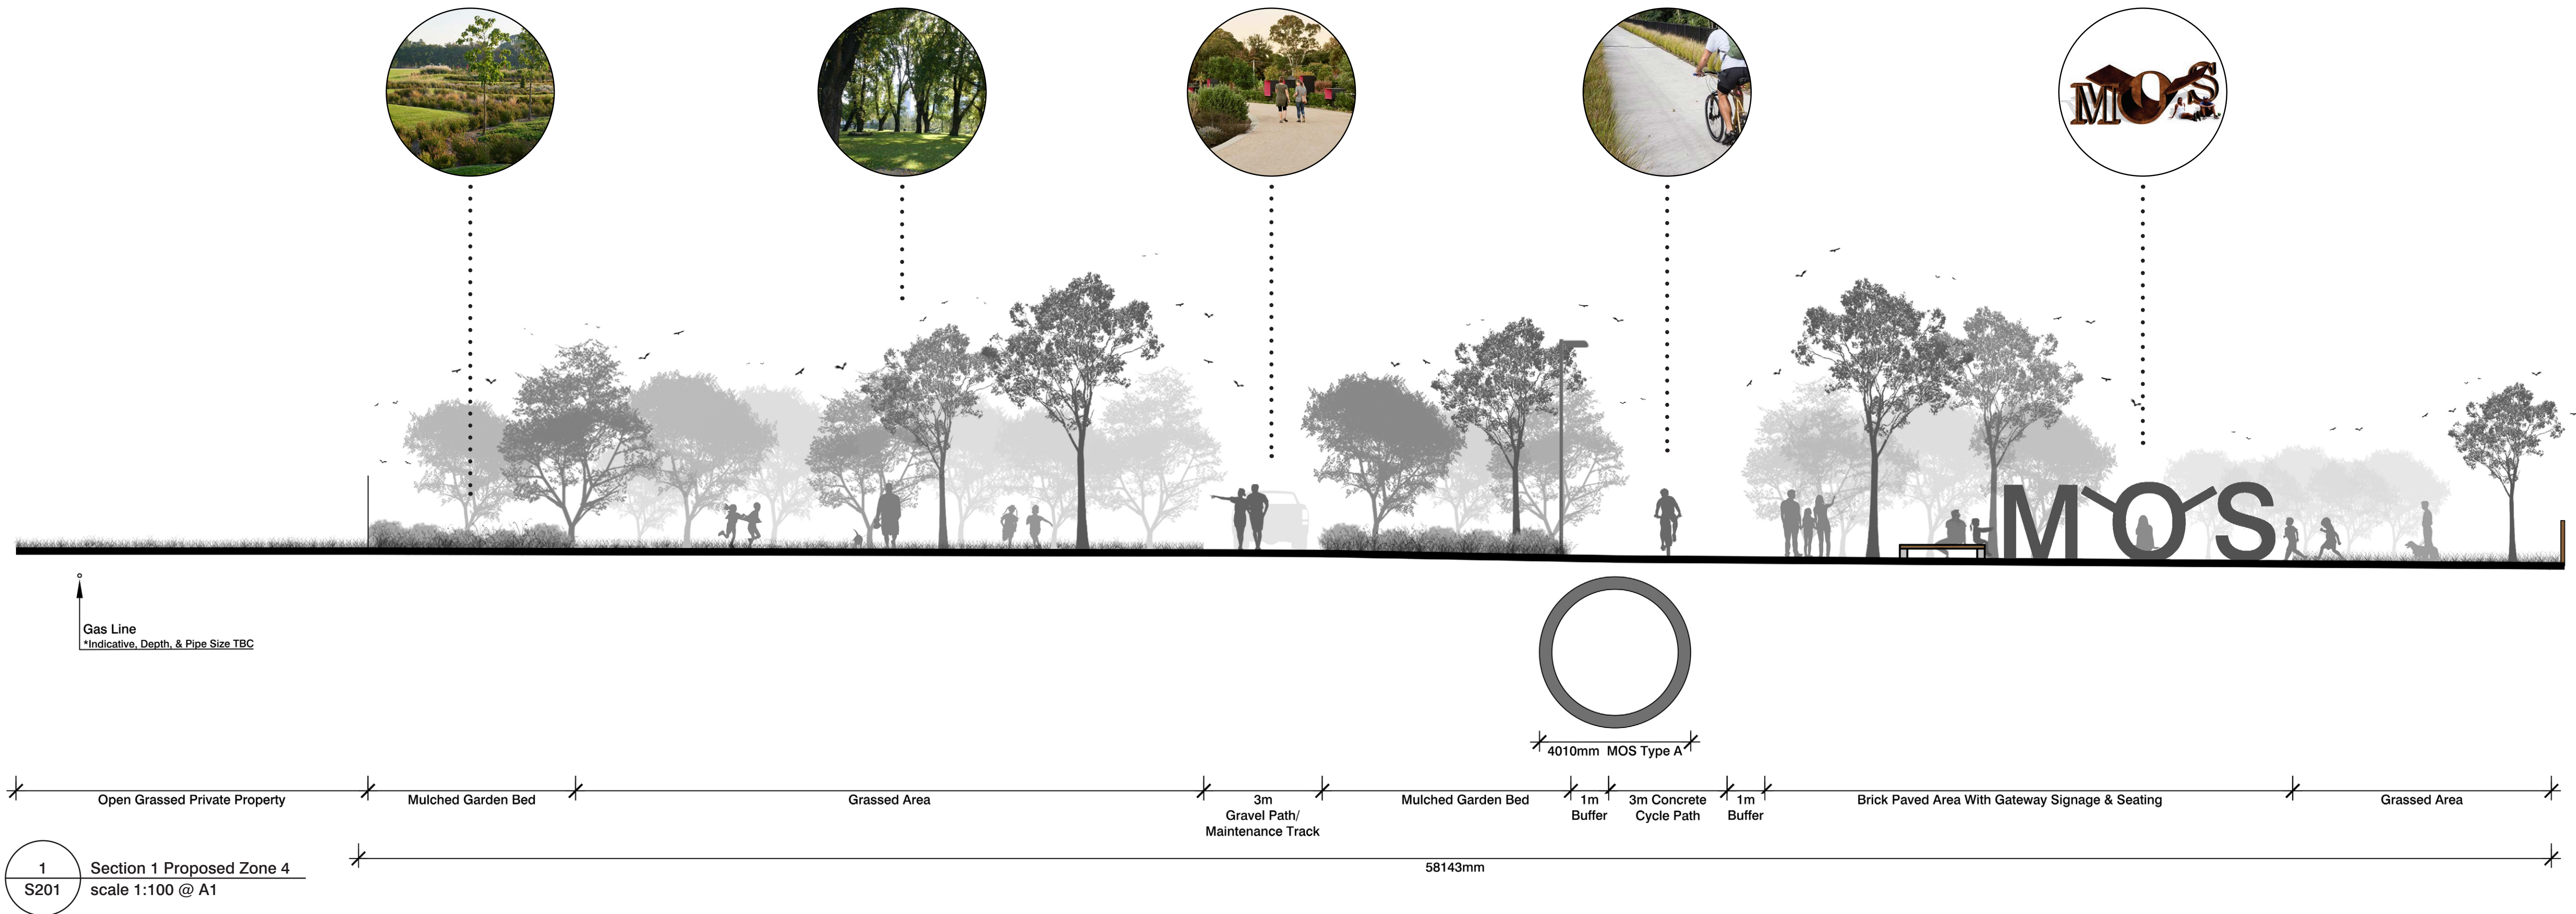 MOS
MOS
Gas Line
*Indicative, Depth, & Pipe Size TBC
4010mm MOS Type A
Open Grassed Private Property
Mulched Garden Bed
Grassed Area
3m
Gravel Path/
Maintenance Track
Mulched Garden Bed
1m
Buffer
3m Concrete
Cycle Path
1m
Buffer
Brick Paved Area With Gateway Signage & Seating
Grassed Area
58143mm
1
S201
Section 1 Proposed Zone 4
scale 1:100 @ A1